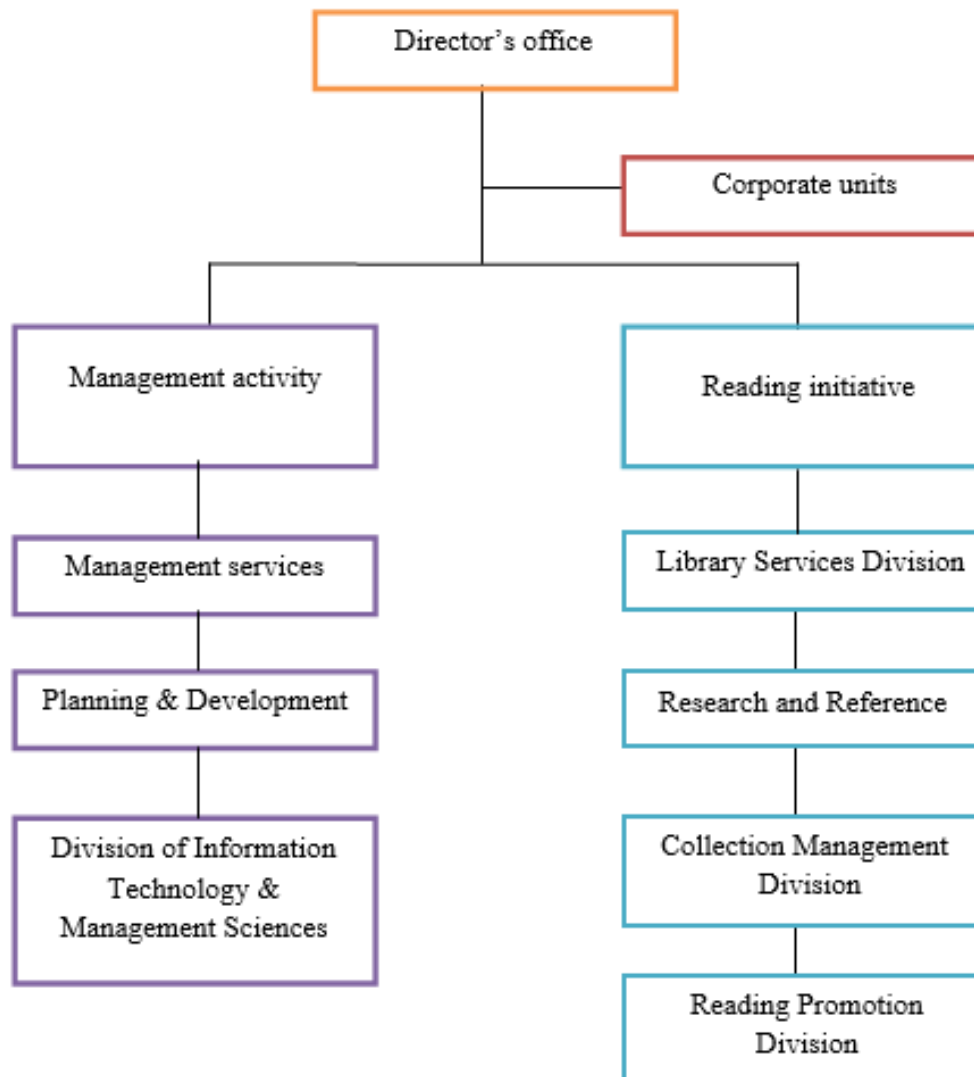 Director’s office
Corporate units
Management activity
Reading initiative
Management services
Library Services Division
Planning & Development
Research and Reference
Division of Information
Technology &
Management Sciences
Collection Management
Division
Reading Promotion
Division